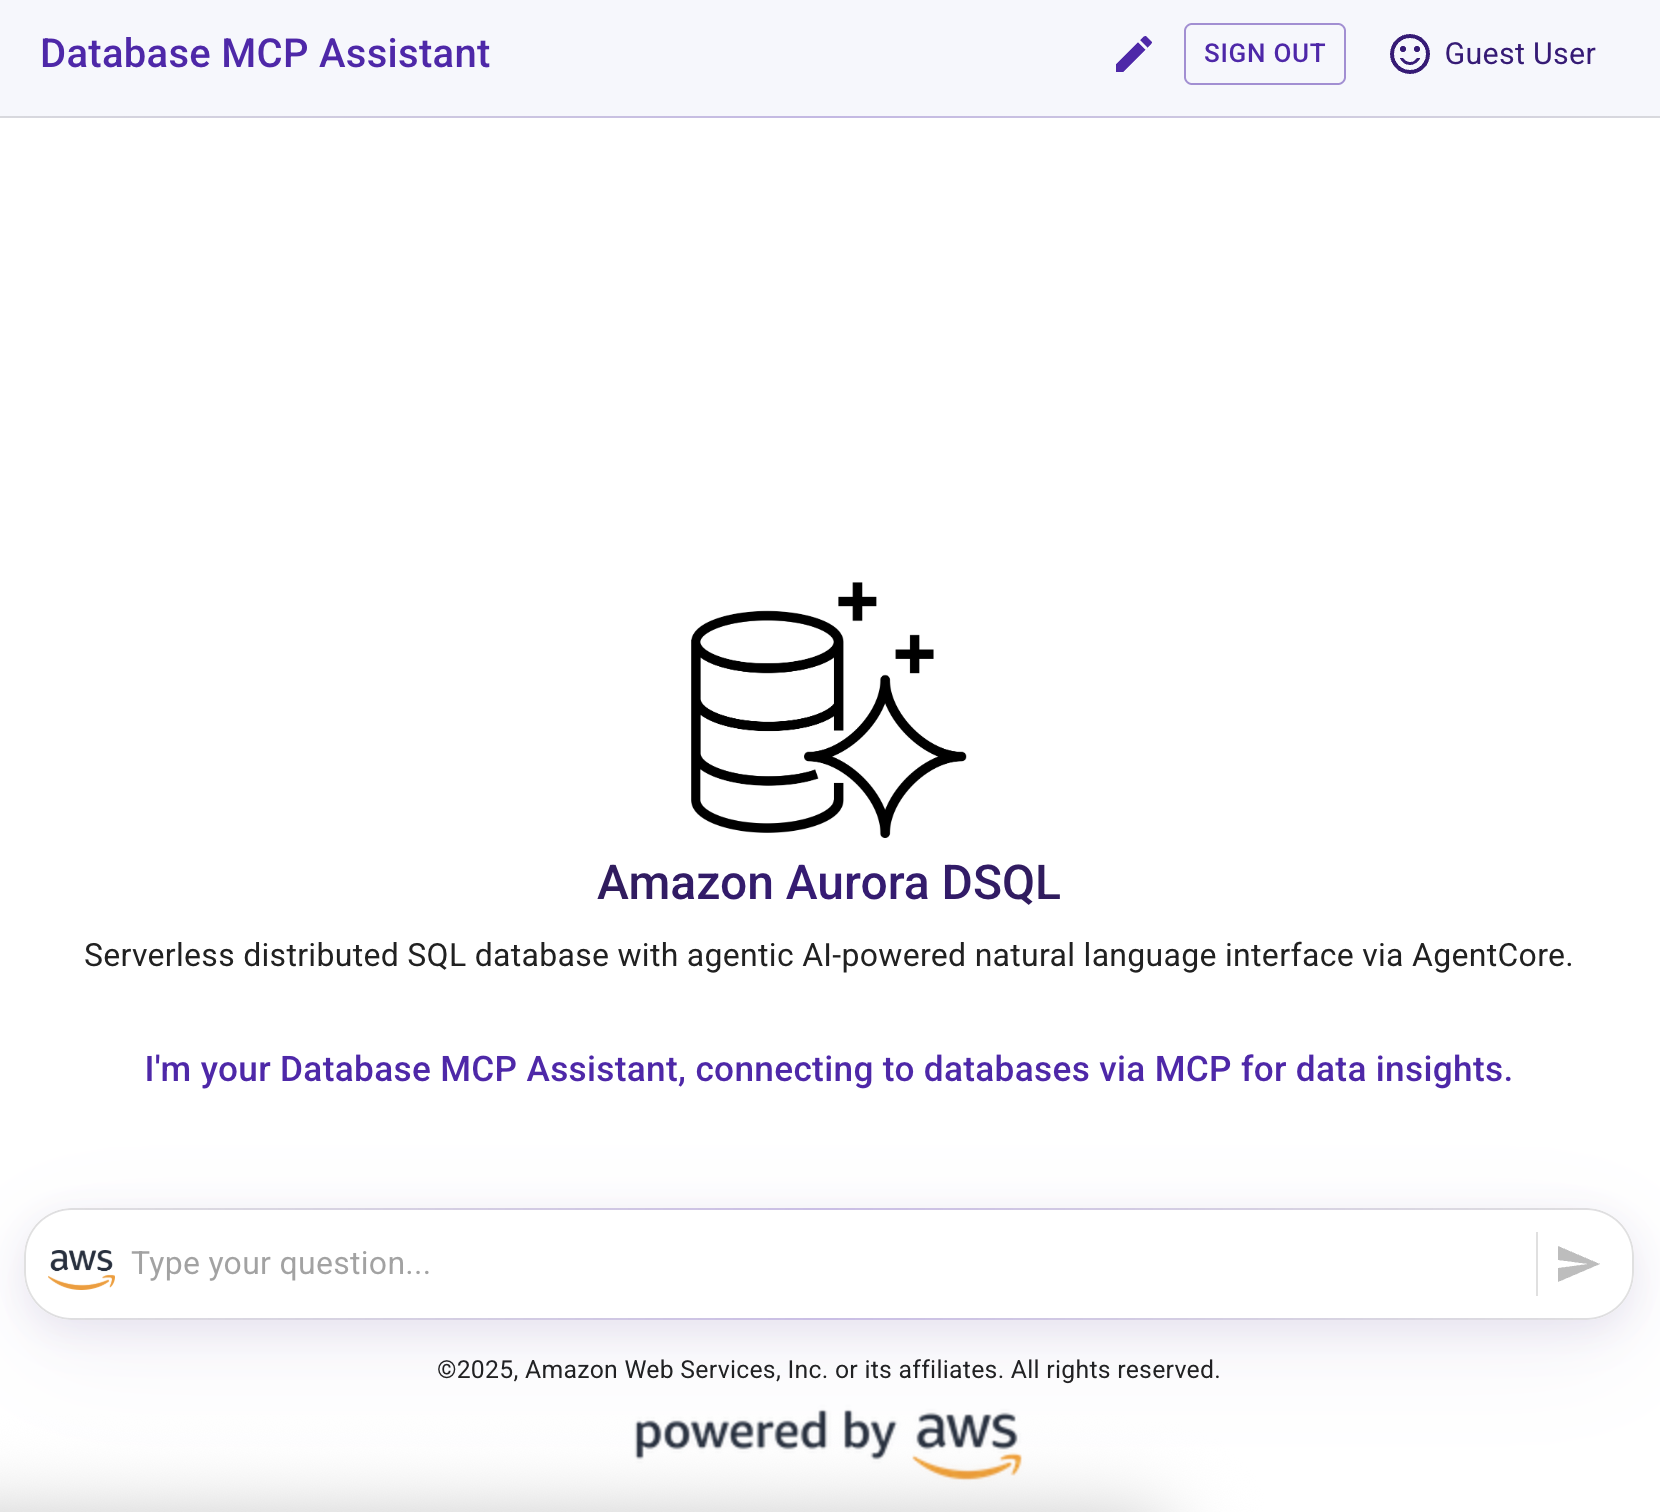 Database MCP Assistant
SIGN OUT
Guest User
Amazon Aurora DSQL
Serverless distributed SQL database with agentic AI-powered natural language interface via AgentCore.
I'm your Database MCP Assistant, connecting to databases via MCP for data insights.
aws
Type your question...
©2025, Amazon Web Services, Inc. or its affiliates. All rights reserved.
powered by aws